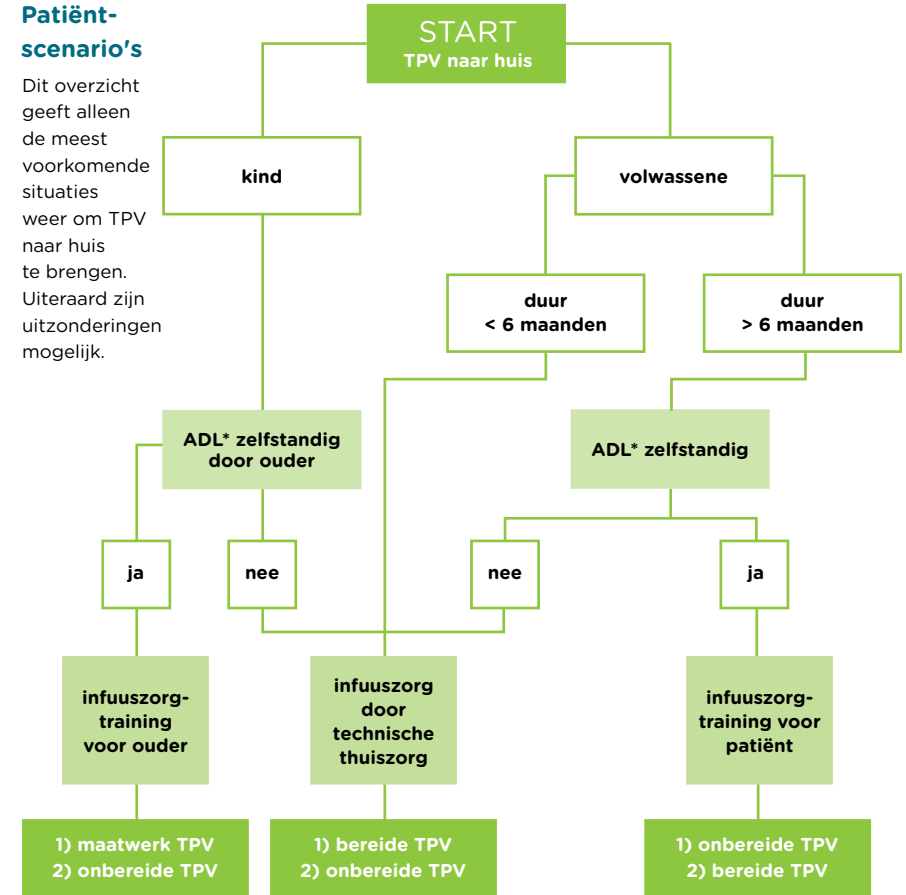 Patiënt-
scenario's
Dit overzicht
geeft alleen
de meest
voorkomende
situaties
weer om TPV
naar huis
te brengen.
Uiteraard zijn
uitzonderingen
mogelijk.
START
TPV naar huis
kind
volwassene
duur
< 6 maanden
duur
> 6 maanden
ADL* zelfstandig
door ouder
ADL* zelfstandig
ja
nee
nee
ja
infuuszorg-
training
voor ouder
infuuszorg
door
technische
thuiszorg
infuuszorg-
training voor
patiënt
1) maatwerk TPV
2) onbereide TPV
1) bereide TPV
2) onbereide TPV
1) onbereide TPV
2) bereide TPV